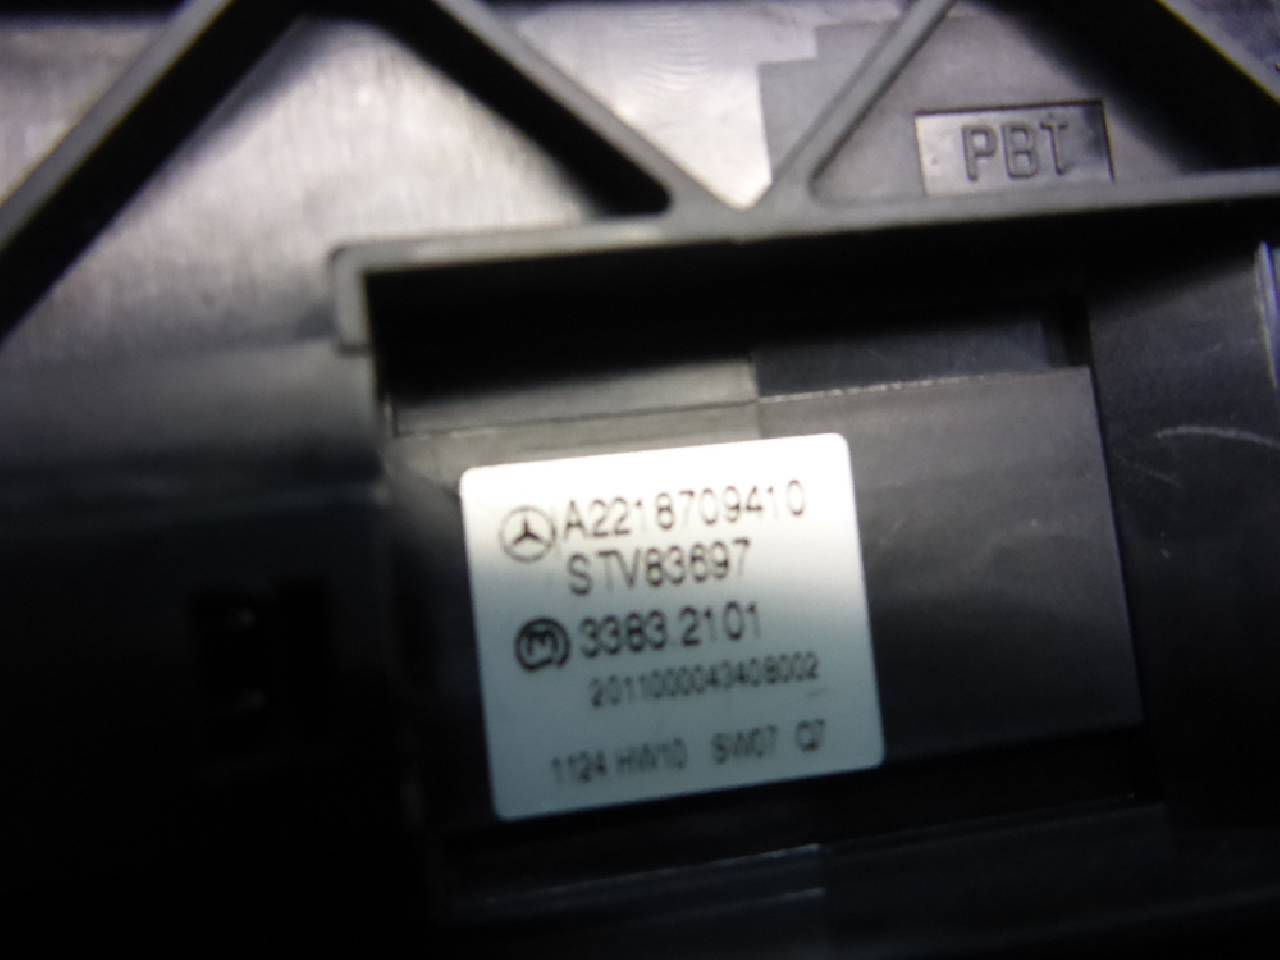 PBT
A2218709410
STV83697
M 3383.2101
2011000043408002
1124 HW10 SW07 Q7